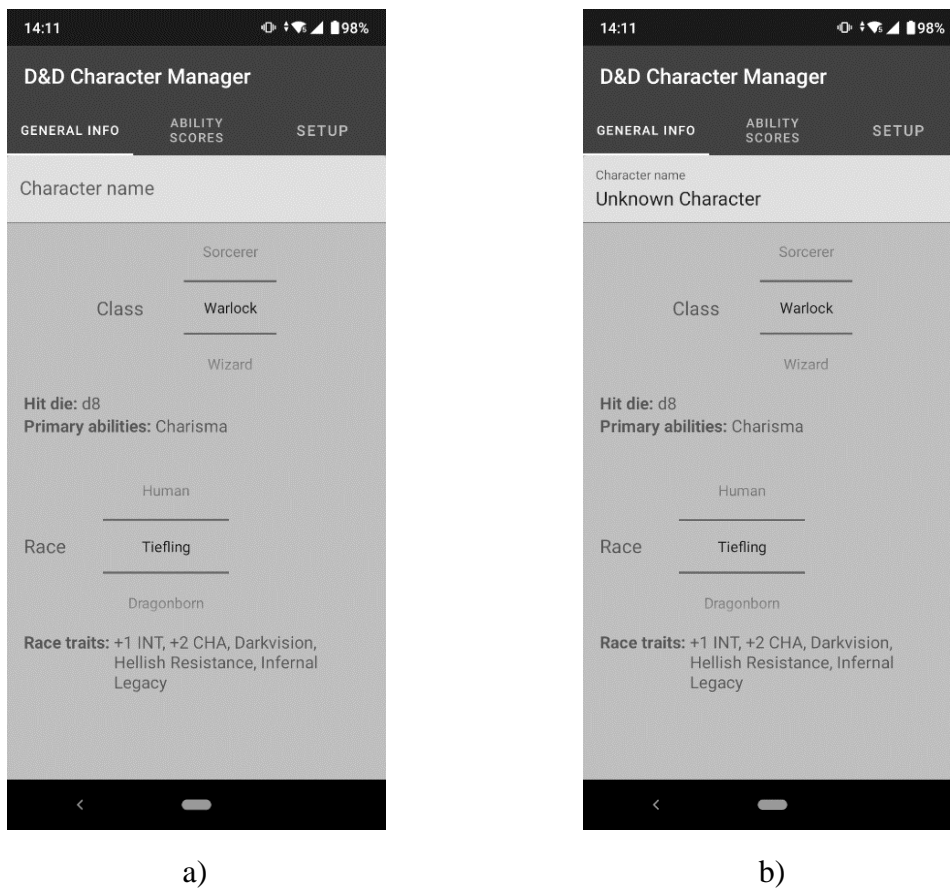 14:11 98%
D&D Character Manager
GENERAL INFO ABILITY SCORES SETUP
Character name
Sorcerer
Class Warlock
Wizard
Hit die: d8
Primary abilities: Charisma
Human
Race Tiefling
Dragonborn
Race traits: +1 INT, +2 CHA, Darkvision,
Hellish Resistance, Infernal
Legacy
a)
14:11 98%
D&D Character Manager
GENERAL INFO ABILITY SCORES SETUP
Character name
Unknown Character
Sorcerer
Class Warlock
Wizard
Hit die: d8
Primary abilities: Charisma
Human
Race Tiefling
Dragonborn
Race traits: +1 INT, +2 CHA, Darkvision,
Hellish Resistance, Infernal
Legacy
b)